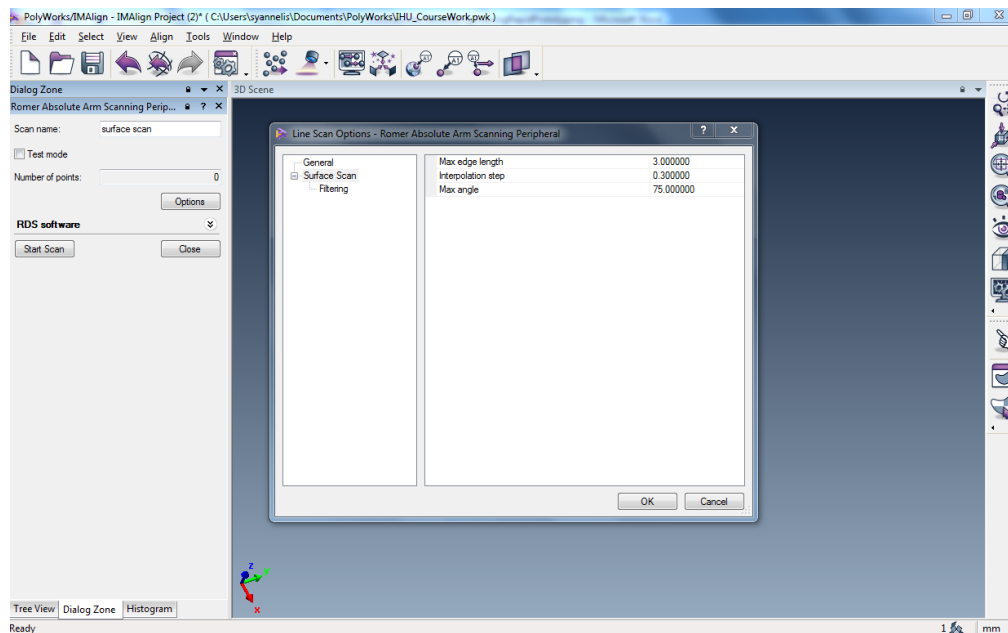 PolyWorks/IMAlign - IMAlign Project (2)* ( C:\Users\syannelis\Documents\PolyWorks\IHU_CourseWork.pwk )
File Edit Select View Align Tools Window Help
Dialog Zone
3D Scene
Romer Absolute Arm Scanning Perip...
Scan name: surface scan
Test mode
Number of points: 0
Options
RDS software
Start Scan Close
Line Scan Options - Romer Absolute Arm Scanning Peripheral
General
Surface Scan
Filtering
Max edge length 3.000000
Interpolation step 0.300000
Max angle 75.000000
OK Cancel
z
y
x
Tree View Dialog Zone Histogram
Ready
1
mm